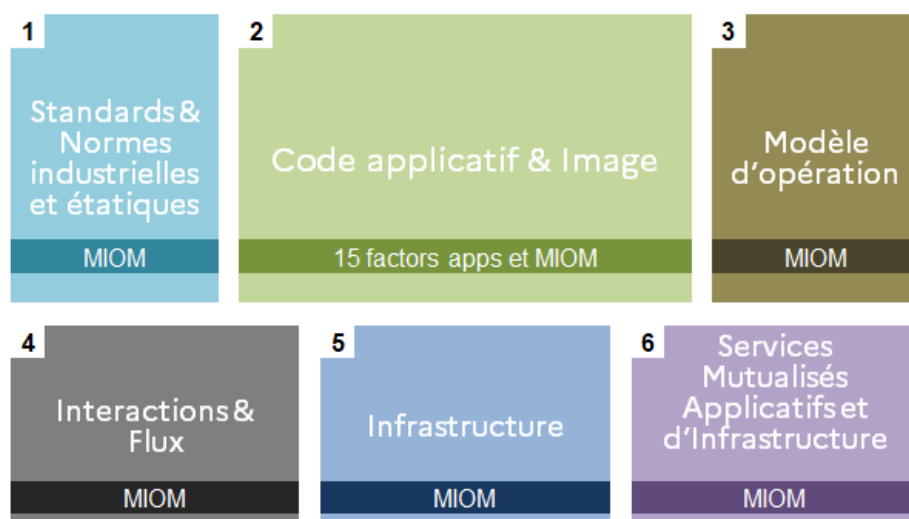 1
Standards &
Normes
industrielles
et étatiques
MIOM
2
Code applicatif & Image
15 factors apps et MIOM
3
Modèle
d'opération
MIOM
4
Interactions &
Flux
MIOM
5
Infrastructure
MIOM
6
Services
Mutualisés
Applicatifs et
d'Infrastructure
MIOM